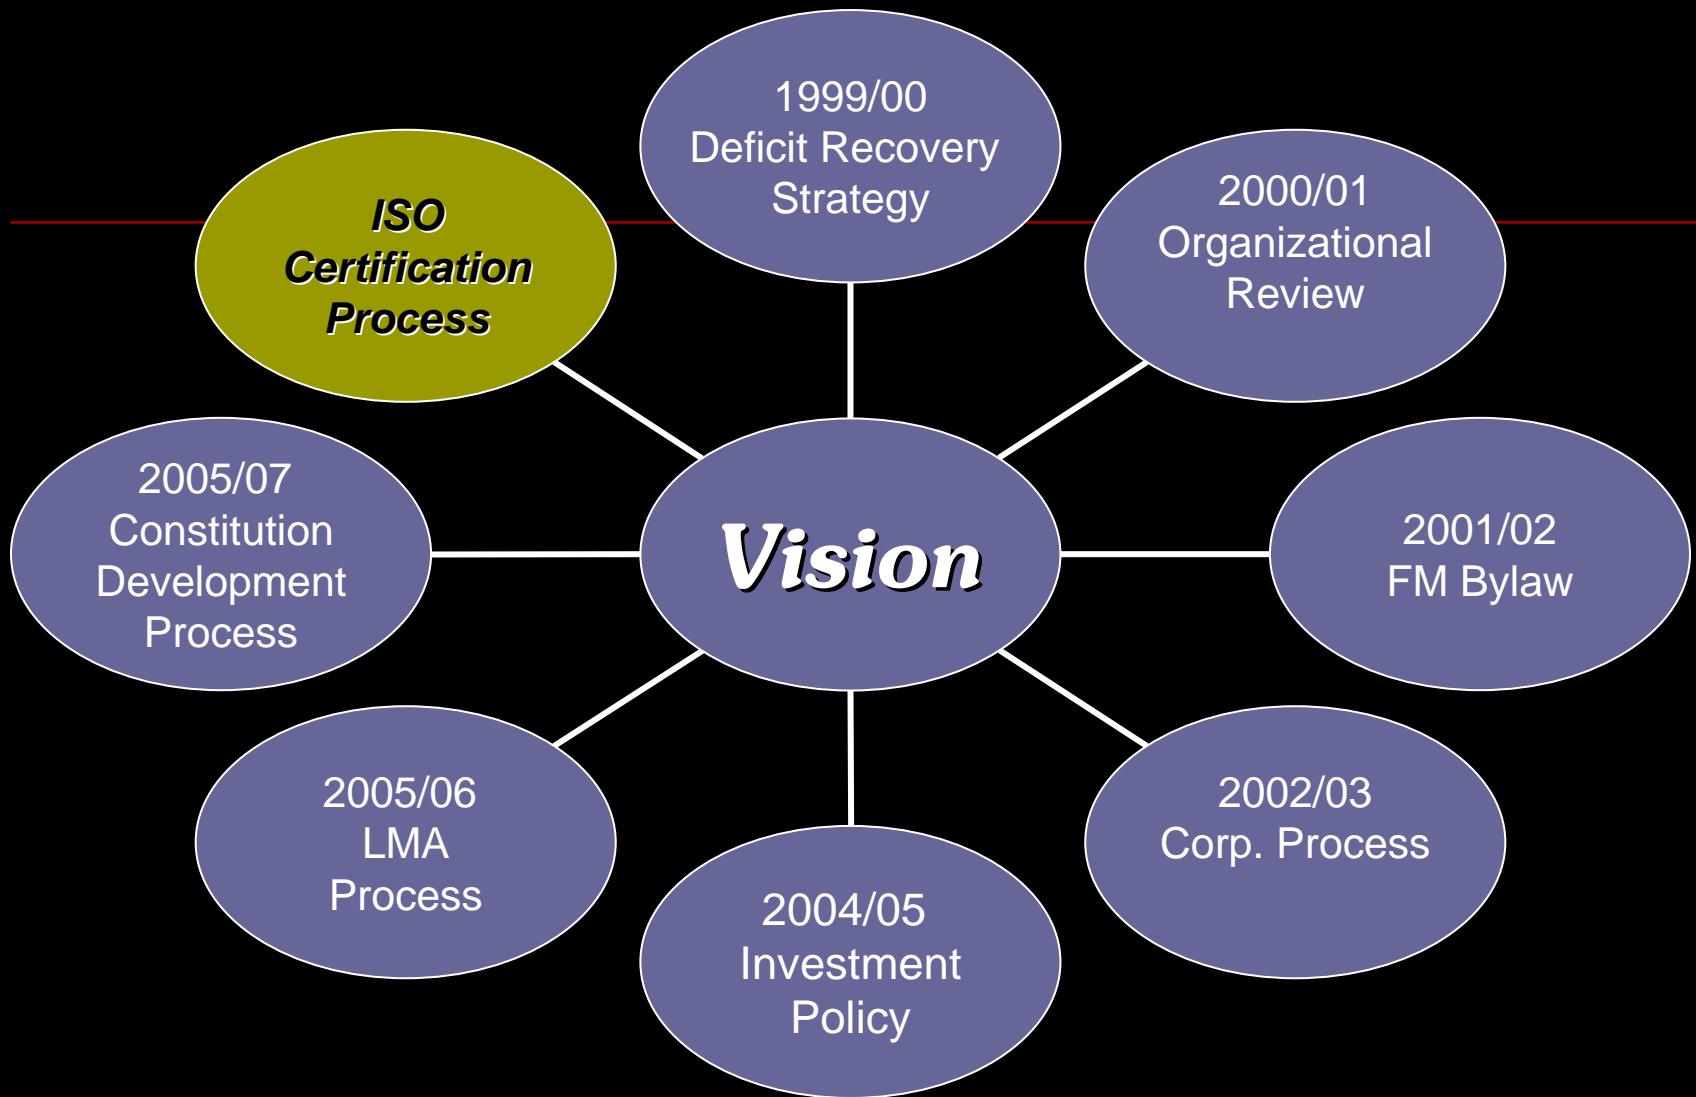 1999/00
Deficit Recovery
Strategy
2000/01
Organizational
Review
2001/02
FM Bylaw
2002/03
Corp. Process
2004/05
Investment
Policy
2005/06
LMA
Process
2005/07
Constitution
Development
Process
ISO
Certification
Process
Vision